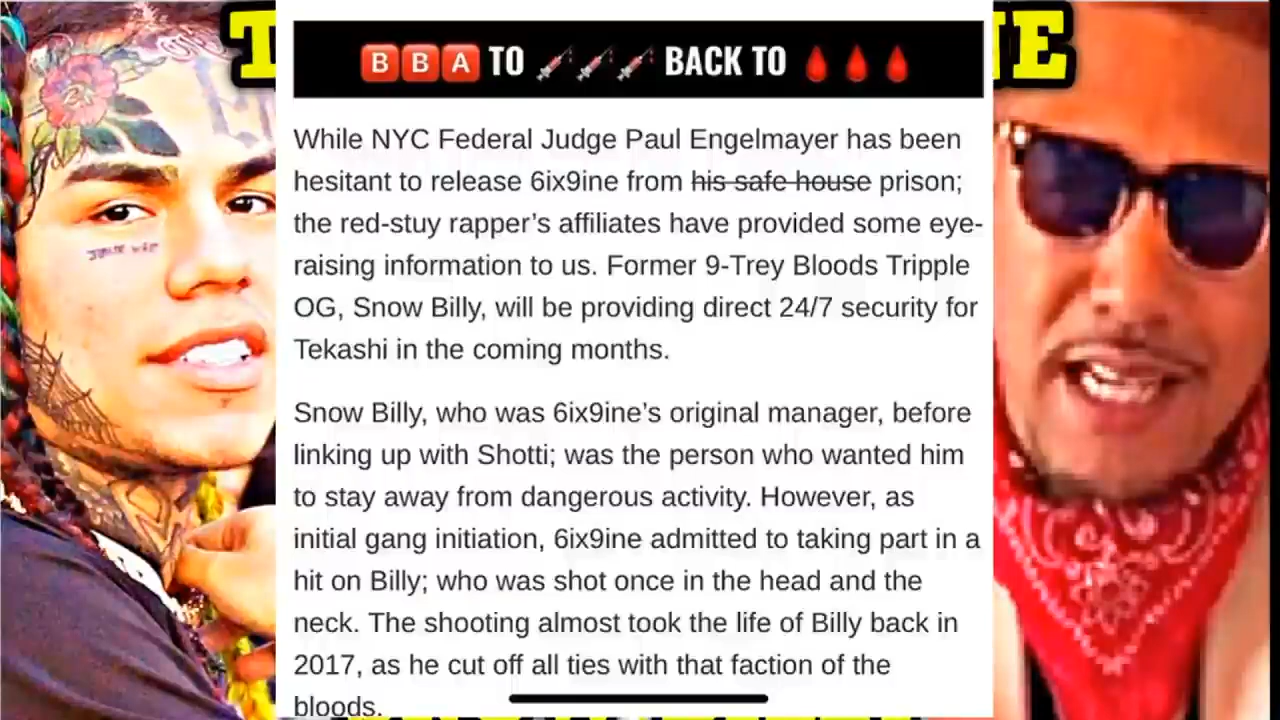 🅱🅱🅰 TO 💉💉💉 BACK TO 🩸🩸🩸
While NYC Federal Judge Paul Engelmayer has been
hesitant to release 6ix9ine from his safe house prison;
the red-stuy rapper’s affiliates have provided some eye-
raising information to us. Former 9-Trey Bloods Tripple
OG, Snow Billy, will be providing direct 24/7 security for
Tekashi in the coming months.
Snow Billy, who was 6ix9ine’s original manager, before
linking up with Shotti; was the person who wanted him
to stay away from dangerous activity. However, as
initial gang initiation, 6ix9ine admitted to taking part in a
hit on Billy; who was shot once in the head and the
neck. The shooting almost took the life of Billy back in
2017, as he cut off all ties with that faction of the
bloods.